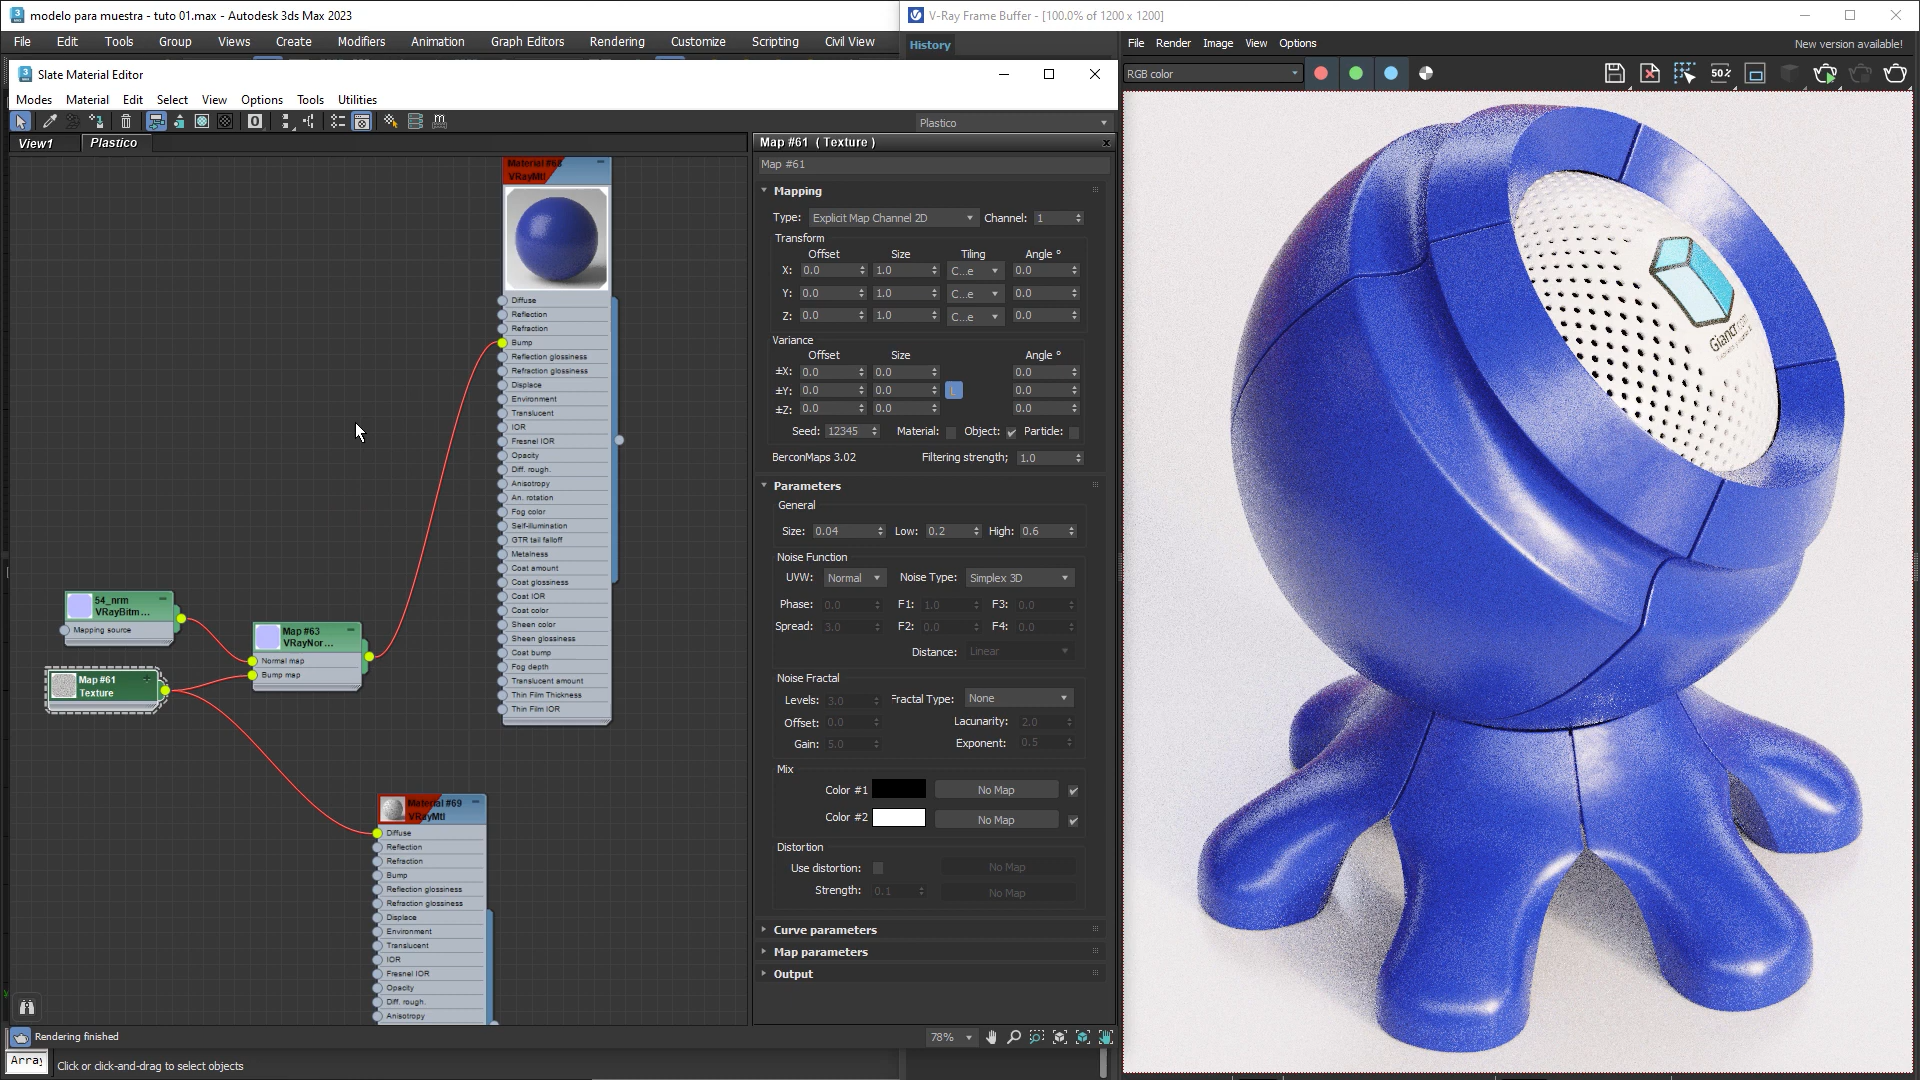 modelo para muestra - tuto 01.max - Autodesk 3ds Max 2023
File Edit Tools Group Views Create Modifiers Animation Graph Editors Rendering Customize Scripting Civil View
Slate Material Editor
Modes Material Edit Select View Options Tools Utilities
Plastico
View1 Plastico
Material #68
VRayMtl
Diffuse
Reflection
Refraction
Bump
Reflection glossiness
Refraction glossiness
Displace
Environment
Translucent
IOR
Fresnel IOR
Opacity
Diff. rough.
Anisotropy
An. rotation
Fog color
Self-illumination
GTR tail falloff
Metalness
Coat amount
Coat glossiness
Coat IOR
Coat color
Sheen color
Sheen glossiness
Coat bump
Fog depth
Translucent amount
Thin Film Thickness
Thin Film IOR
54_nrm
VRayBitm...
Mapping source
Map #63
VRayNor...
Normal map
Bump map
Map #61
Texture
Material #69
VRayMtl
Diffuse
Reflection
Refraction
Bump
Reflection glossiness
Refraction glossiness
Displace
Environment
Translucent
IOR
Fresnel IOR
Opacity
Diff. rough.
Anisotropy
Map #61 ( Texture )
Map #61
Mapping
Type: Explicit Map Channel 2D Channel: 1
Transform
Offset Size Tiling Angle °
X: 0.0 1.0 C...e 0.0
Y: 0.0 1.0 C...e 0.0
Z: 0.0 1.0 C...e 0.0
Variance
Offset Size Angle °
±X: 0.0 0.0 0.0
±Y: 0.0 0.0 L 0.0
±Z: 0.0 0.0 0.0
Seed: 12345 Material: Object: Particle:
BerconMaps 3.02 Filtering strength; 1.0
Parameters
General
Size: 0.04 Low: 0.2 High: 0.6
Noise Function
UVW: Normal Noise Type: Simplex 3D
Phase: 0.0 F1: 1.0 F3: 0.0
Spread: 3.0 F2: 0.0 F4: 0.0
Distance: Linear
Noise Fractal
Levels: 3.0 Fractal Type: None
Offset: 0.0 Lacunarity: 2.0
Gain: 5.0 Exponent: 0.5
Mix
Color #1 No Map
Color #2 No Map
Distortion
Use distortion: No Map
Strength: 0.1 No Map
Curve parameters
Map parameters
Output
Rendering finished
78%
Array
Click or click-and-drag to select objects
V-Ray Frame Buffer - [100.0% of 1200 x 1200]
History
File Render Image View Options
New version available!
RGB color
50%